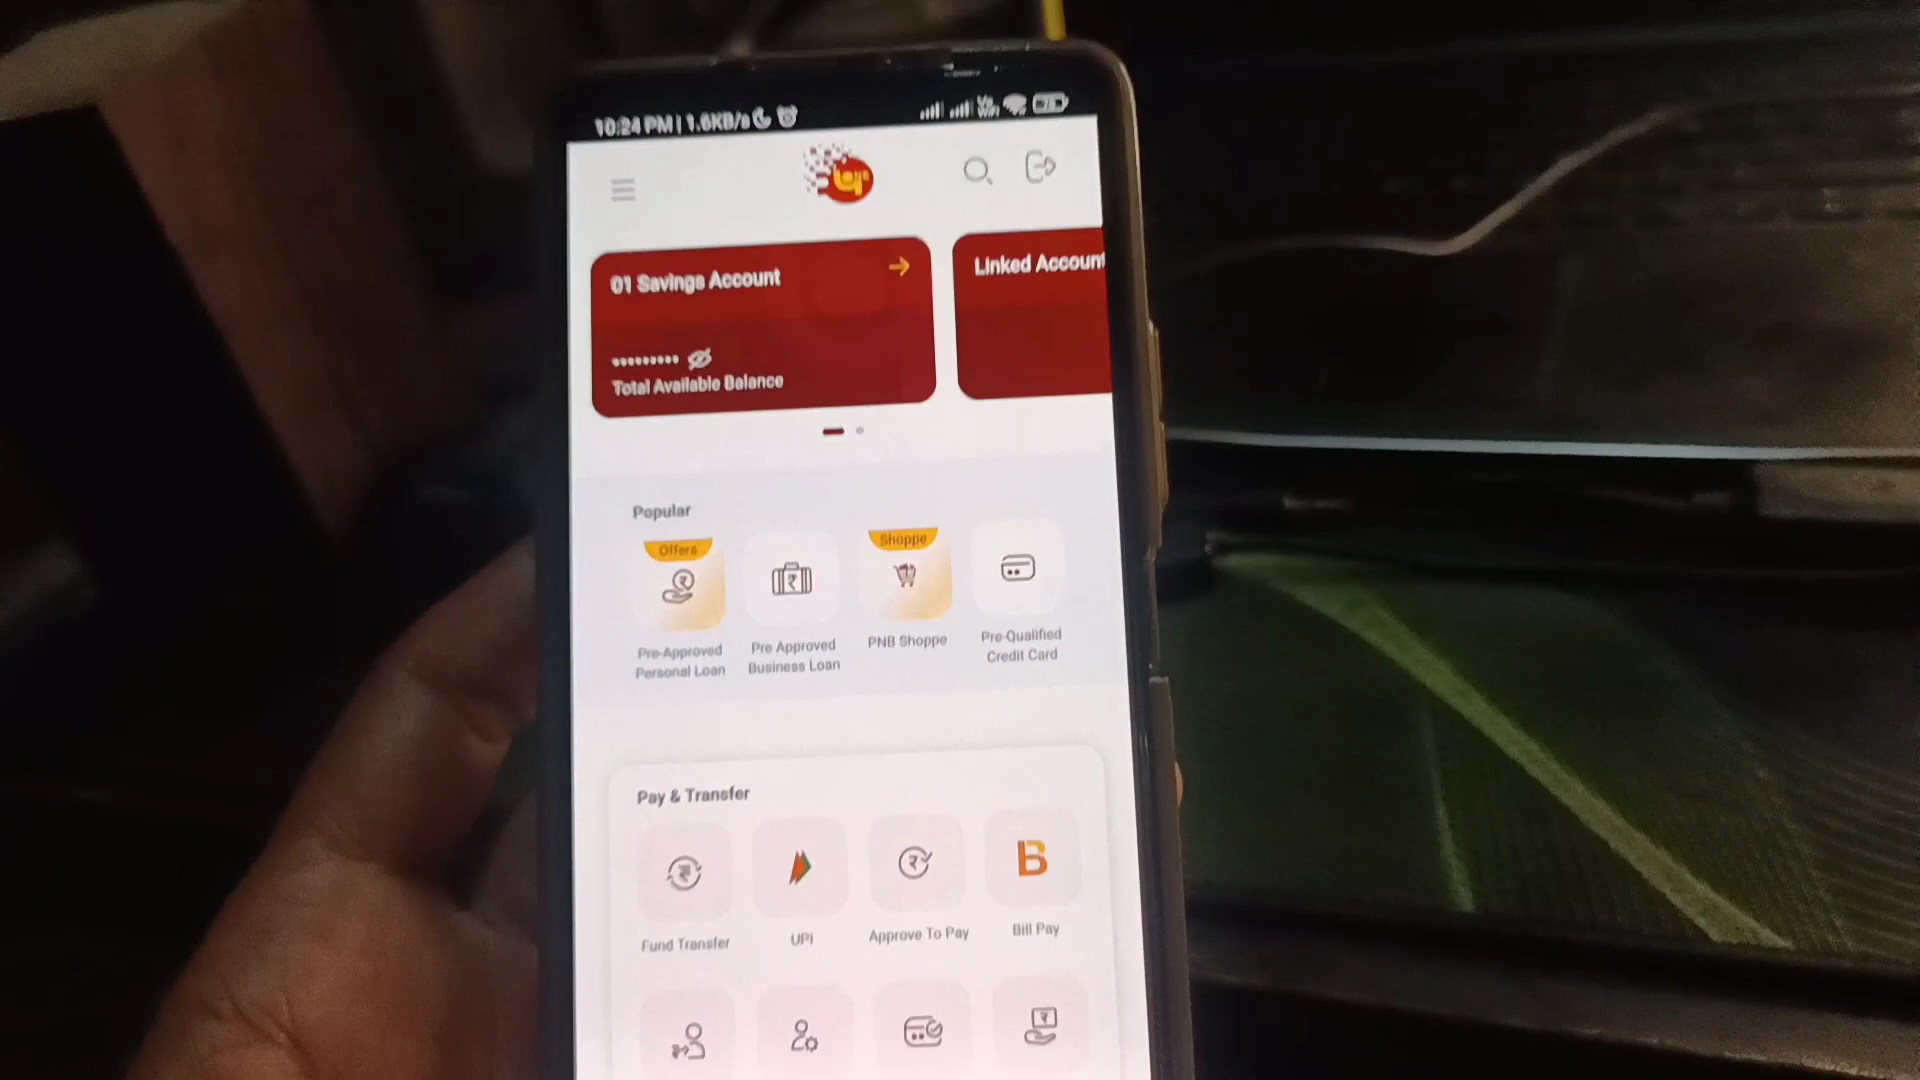 10:24 PM | 1.6KB/s
01 Savings Account
Linked Account
Total Available Balance
Popular
Offers
Shoppe
Pre-Approved
Personal Loan
Pre Approved
Business Loan
PNB Shoppe
Pre-Qualified
Credit Card
Pay & Transfer
Fund Transfer
UPI
Approve To Pay
Bill Pay